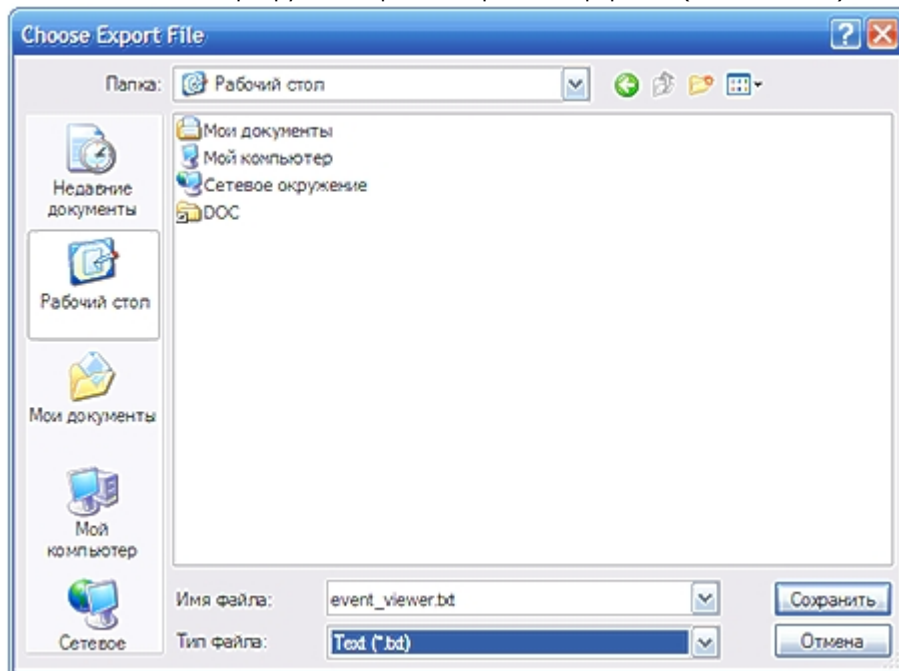 Choose Export File
Папка:
Рабочий стол
Мои документы
Мой компьютер
Сетевое окружение
DOC
Недавние
документы
Рабочий стол
Мои документы
Мой
компьютер
Сетевое
Имя файла:
event_viewer.txt
Сохранить
Тип файла:
Text (*.txt)
Отмена